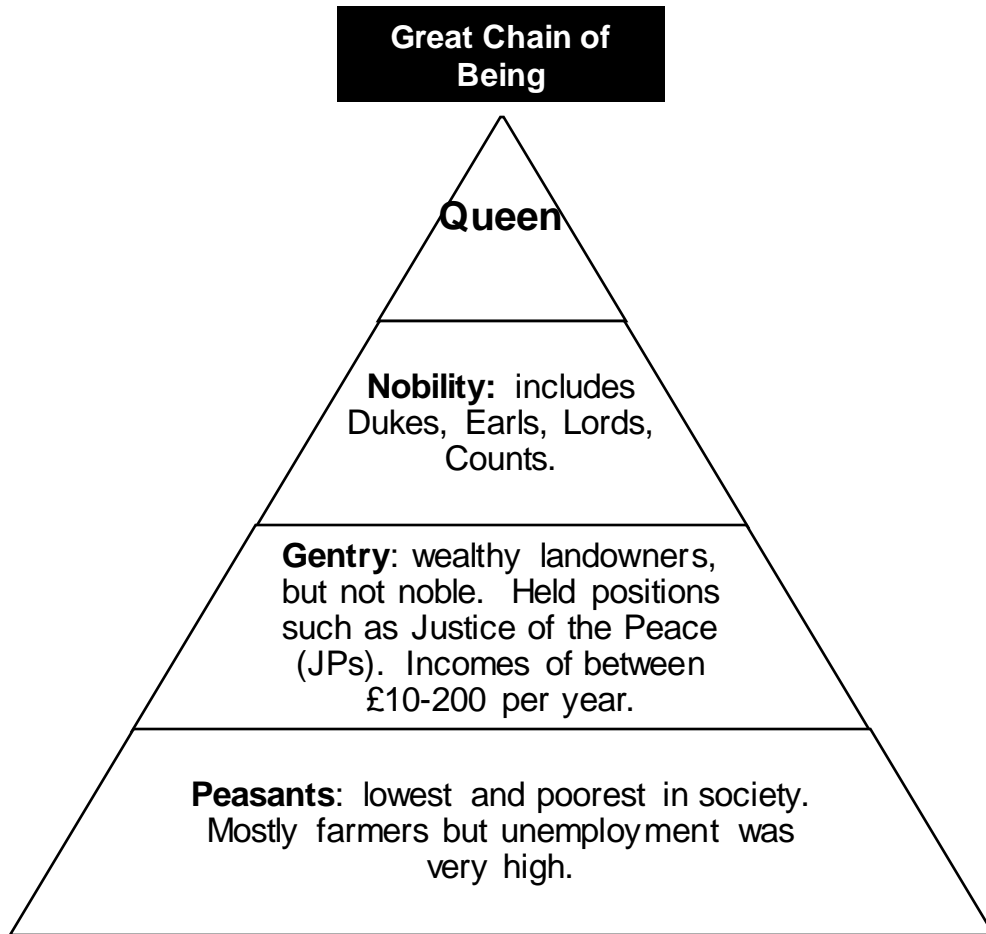 Great Chain of
Being
Queen
Nobility: includes
Dukes, Earls, Lords,
Counts.
Gentry: wealthy landowners,
but not noble. Held positions
such as Justice of the Peace
(JPs). Incomes of between
£10-200 per year.
Peasants: lowest and poorest in society.
Mostly farmers but unemployment was
very high.